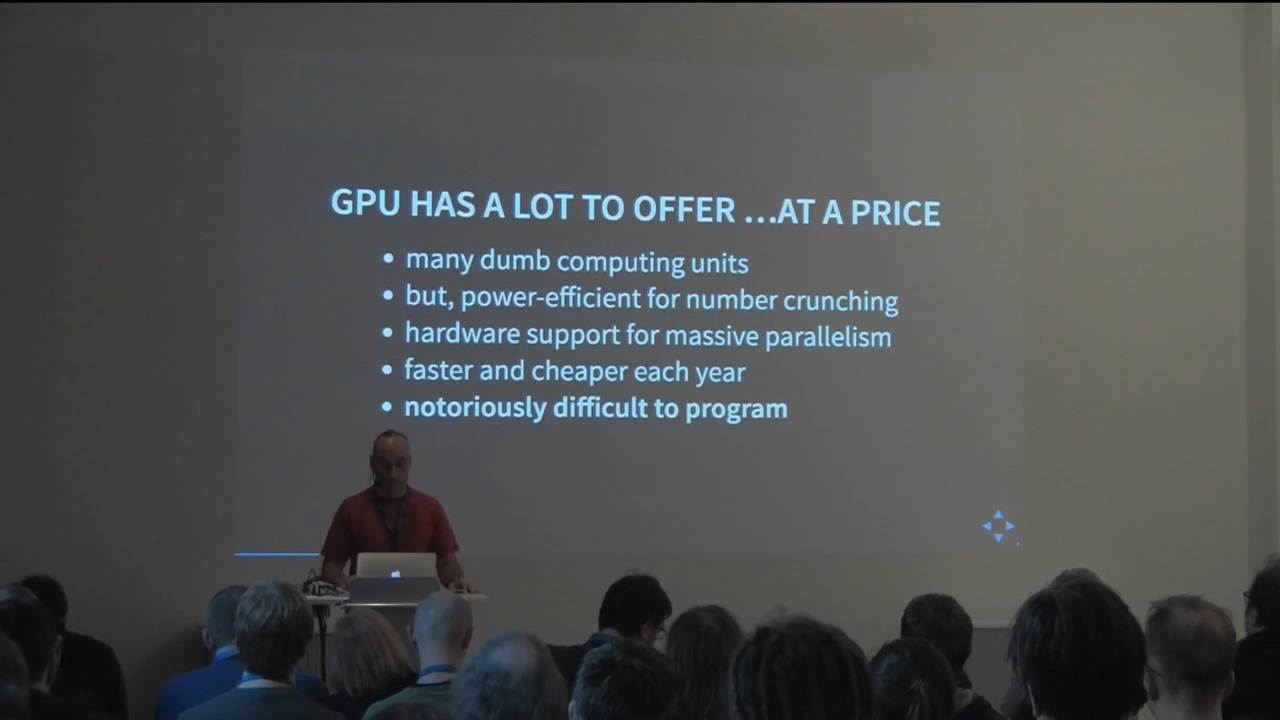 GPU HAS A LOT TO OFFER ...AT A PRICE
• many dumb computing units
• but, power-efficient for number crunching
• hardware support for massive parallelism
• faster and cheaper each year
• notoriously difficult to program